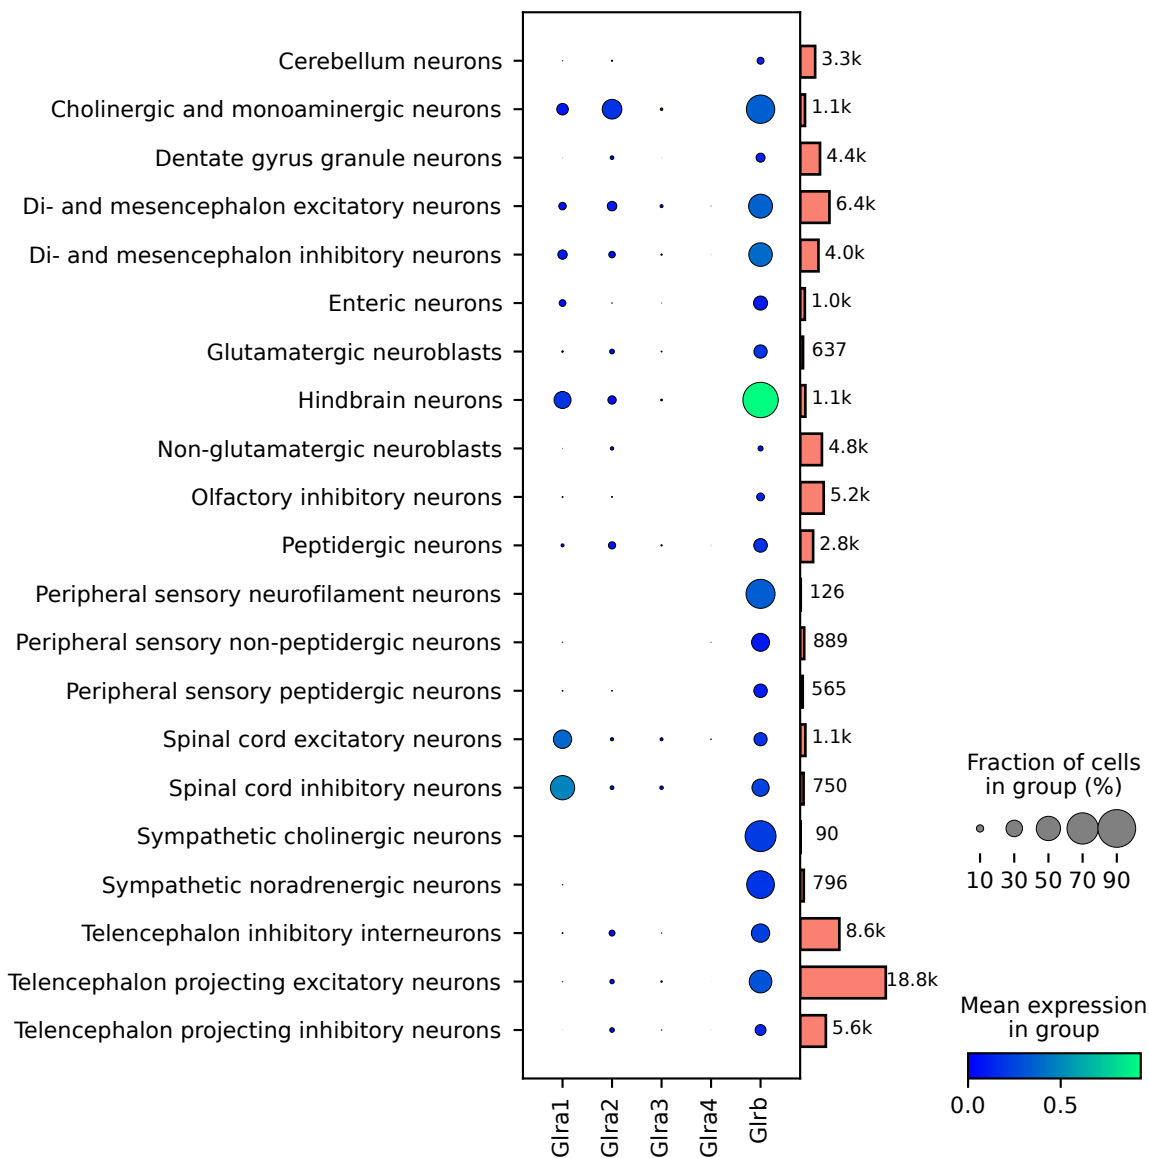 Cerebellum neurons 3.3k
Cholinergic and monoaminergic neurons 1.1k
Dentate gyrus granule neurons 4.4k
Di- and mesencephalon excitatory neurons 6.4k
Di- and mesencephalon inhibitory neurons 4.0k
Enteric neurons 1.0k
Glutamatergic neuroblasts 637
Hindbrain neurons 1.1k
Non-glutamatergic neuroblasts 4.8k
Olfactory inhibitory neurons 5.2k
Peptidergic neurons 2.8k
Peripheral sensory neurofilament neurons 126
Peripheral sensory non-peptidergic neurons 889
Peripheral sensory peptidergic neurons 565
Spinal cord excitatory neurons 1.1k
Spinal cord inhibitory neurons 750
Sympathetic cholinergic neurons 90
Sympathetic noradrenergic neurons 796
Telencephalon inhibitory interneurons 8.6k
Telencephalon projecting excitatory neurons 18.8k
Telencephalon projecting inhibitory neurons 5.6k
Glra1 Glra2 Glra3 Glra4 Glrb
Fraction of cells
in group (%)
10 30 50 70 90
Mean expression
in group
0.0 0.5